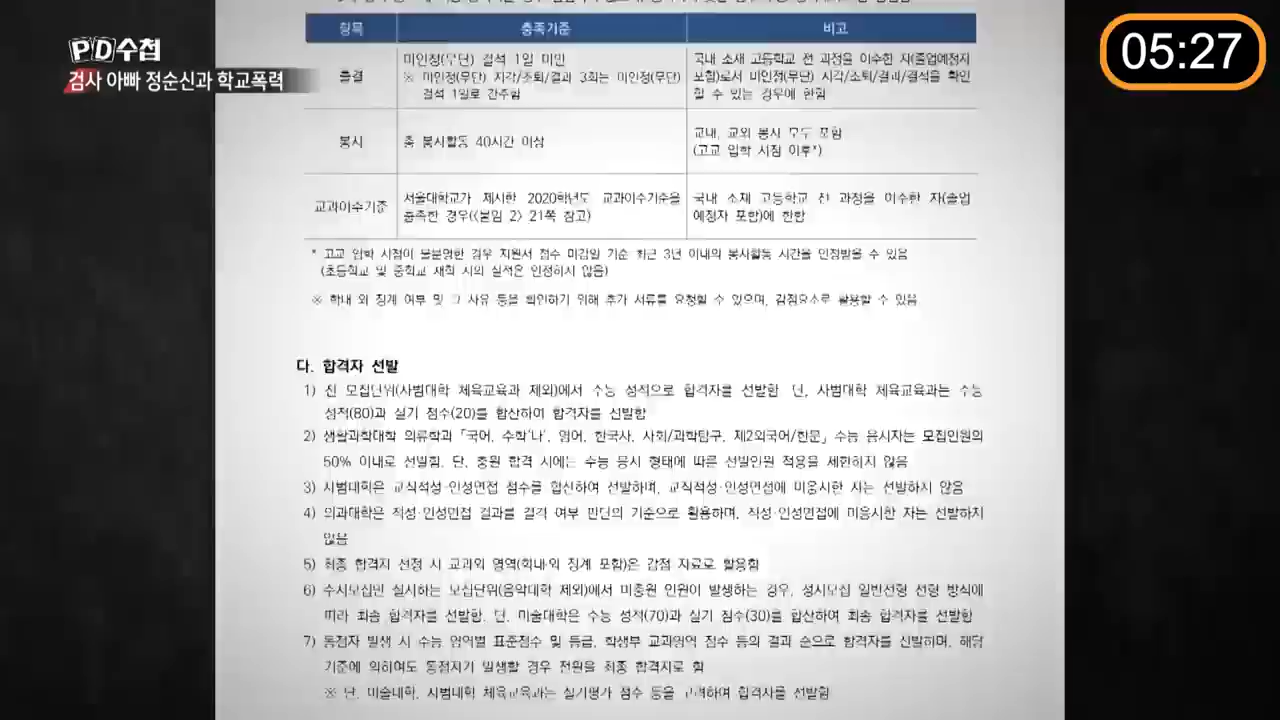 PD수첩
검사 아빠 정순신과 학교폭력
05:27
항목 충족기준 비고
출결
미인정(무단) 결석 1일 미만
※ 미인정(무단) 지각/조퇴/결과 3회는 미인정(무단)
결석 1일로 간주함
국내 소재 고등학교 전 과정을 이수한 자(졸업예정자
포함)로서 미인정(무단) 지각/조퇴/결과/결석을 확인
할 수 있는 경우에 한함
봉사
총 봉사활동 40시간 이상
교내, 교외 봉사 모두 포함
(고교 입학 시점 이후*)
교과이수기준
서울대학교가 제시한 2020학년도 교과이수기준을
충족한 경우(〈붙임 2〉 21쪽 참고)
국내 소재 고등학교 전 과정을 이수한 자(졸업
예정자 포함)에 한함
* 고교 입학 시점이 불분명한 경우 지원서 접수 마감일 기준 최근 3년 이내의 봉사활동 시간을 인정받을 수 있음
(초등학교 및 중학교 재학 시의 실적은 인정하지 않음)
※ 학내 외 징계 여부 및 그 사유 등을 확인하기 위해 추가 서류를 요청할 수 있으며, 감점요소로 활용할 수 있음
다. 합격자 선발
1) 전 모집단위(사범대학 체육교육과 제외)에서 수능 성적으로 합격자를 선발함 단, 사범대학 체육교육과는 수능
성적(80)과 실기 점수(20)를 합산하여 합격자를 선발함
2) 생활과학대학 의류학과 「국어, 수학'나', 영어, 한국사, 사회/과학탐구, 제2외국어/한문」 수능 응시자는 모집인원의
50% 이내로 선발함. 단, 충원 합격 시에는 수능 응시 형태에 따른 선발인원 적용을 제한하지 않음
3) 사범대학은 교직적성·인성면접 점수를 합산하여 선발하며, 교직적성·인성면접에 미응시한 자는 선발하지 않음
4) 의과대학은 적성·인성면접 결과를 결격 여부 판단의 기준으로 활용하며, 적성·인성면접에 미응시한 자는 선발하지
않음
5) 최종 합격자 선정 시 교과외 영역(학내·외 징계 포함)은 감점 자료로 활용함
6) 수시모집만 실시하는 모집단위(음악대학 제외)에서 미충원 인원이 발생하는 경우, 정시모집 일반전형 전형 방식에
따라 최종 합격자를 선발함. 단, 미술대학은 수능 성적(70)과 실기 점수(30)를 합산하여 최종 합격자를 선발함
7) 동점자 발생 시 수능 영역별 표준점수 및 등급, 학생부 교과영역 점수 등의 결과 순으로 합격자를 선발하며, 해당
기준에 의하여도 동점자가 발생할 경우 전원을 최종 합격자로 함
※ 단, 미술대학, 사범대학 체육교육과는 실기평가 점수 등을 고려하여 합격자를 선발함